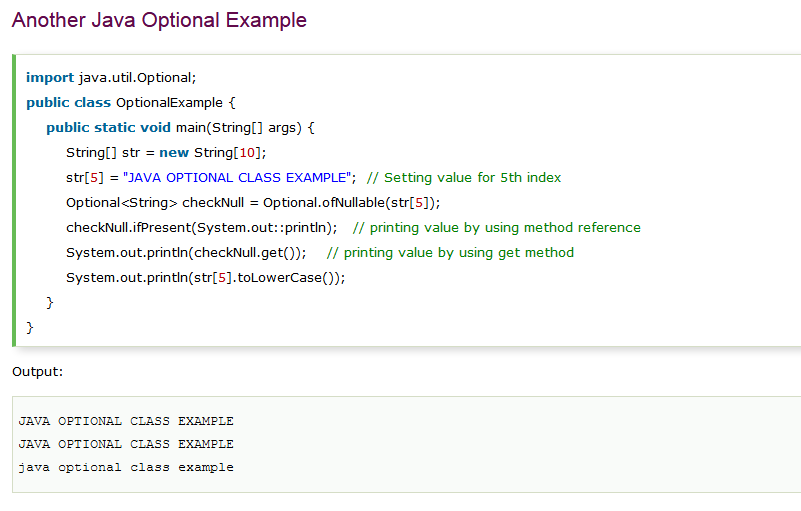 Another Java Optional Example
import java.util.Optional;
public class OptionalExample {
public static void main(String[] args) {
String[] str = new String[10];
str[5] = "JAVA OPTIONAL CLASS EXAMPLE";  // Setting value for 5th index
Optional<String> checkNull = Optional.ofNullable(str[5]);
checkNull.ifPresent(System.out::println);   // printing value by using method reference
System.out.println(checkNull.get());    // printing value by using get method
System.out.println(str[5].toLowerCase());
}
}
Output:
JAVA OPTIONAL CLASS EXAMPLE
JAVA OPTIONAL CLASS EXAMPLE
java optional class example